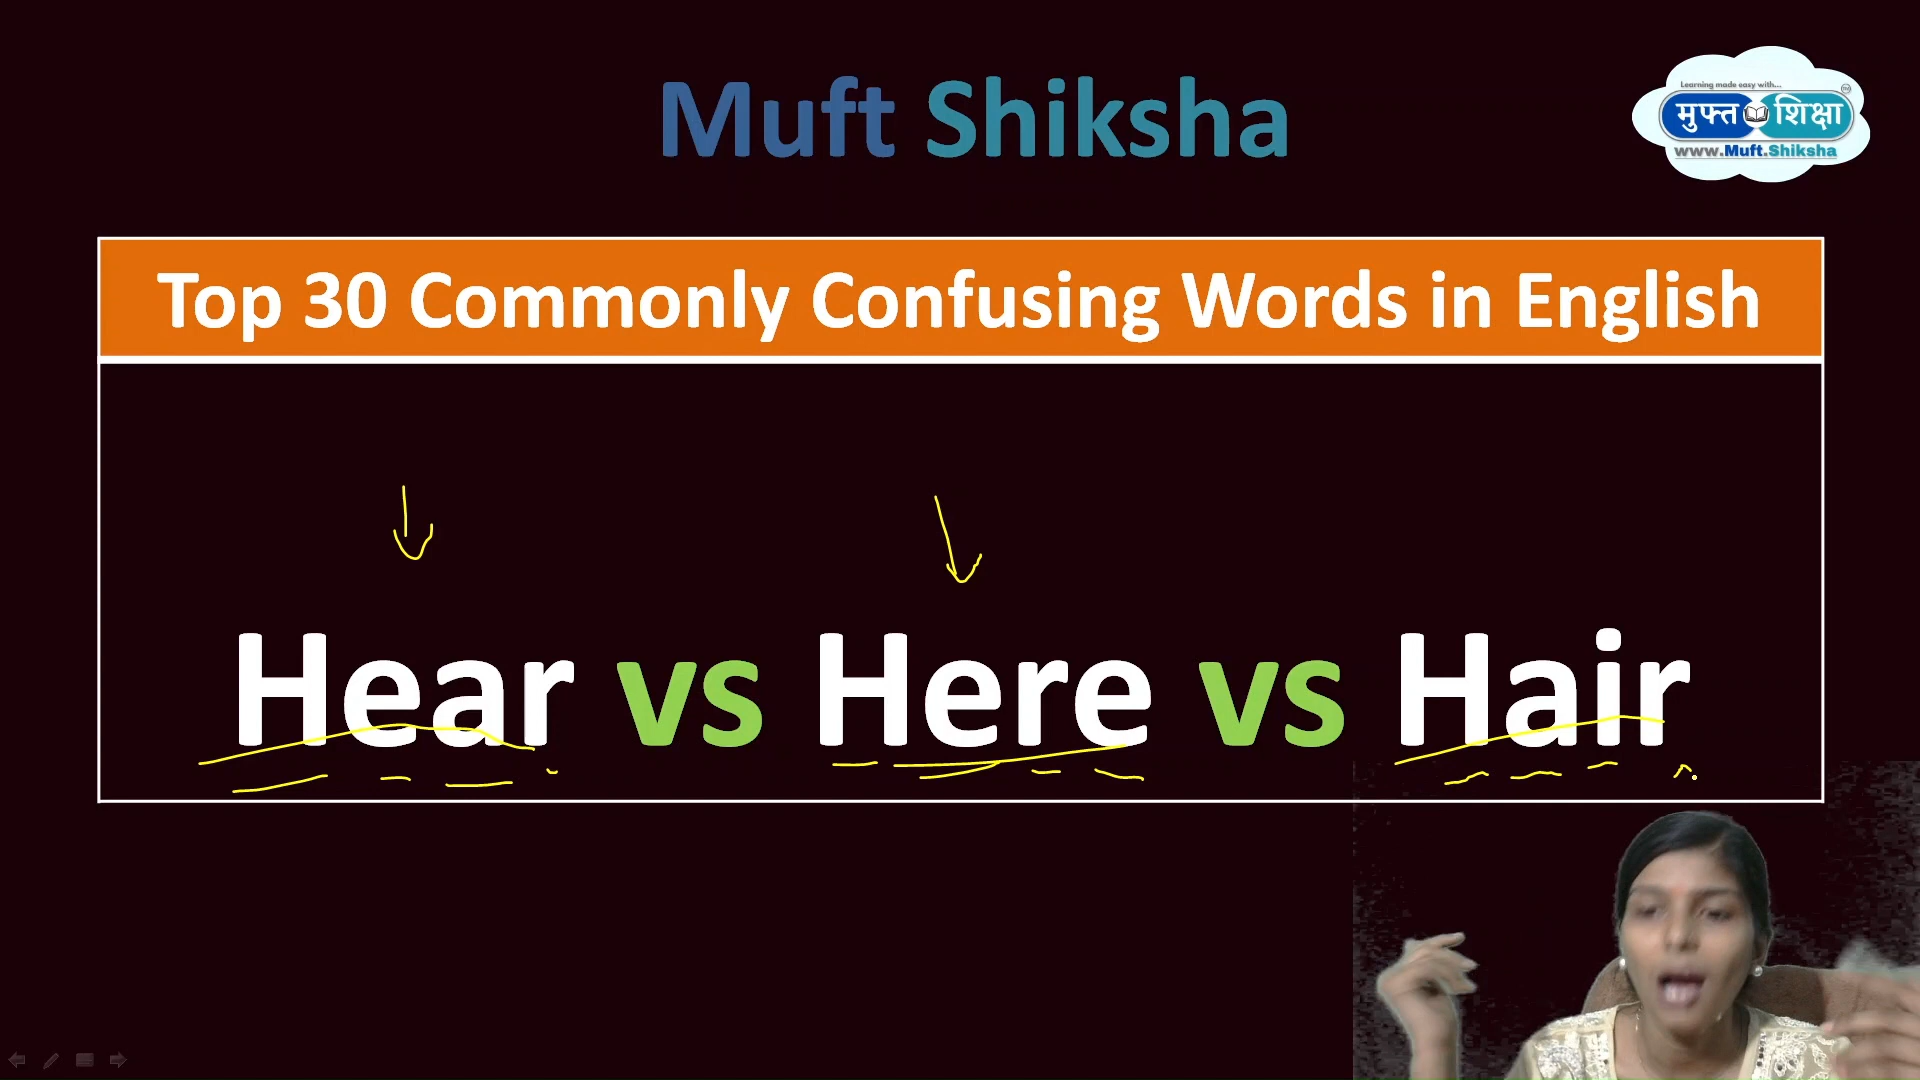 Muft Shiksha
Learning made easy with...
मुफ्त शिक्षा
www.Muft.Shiksha
Top 30 Commonly Confusing Words in English
Hear vs Here vs Hair